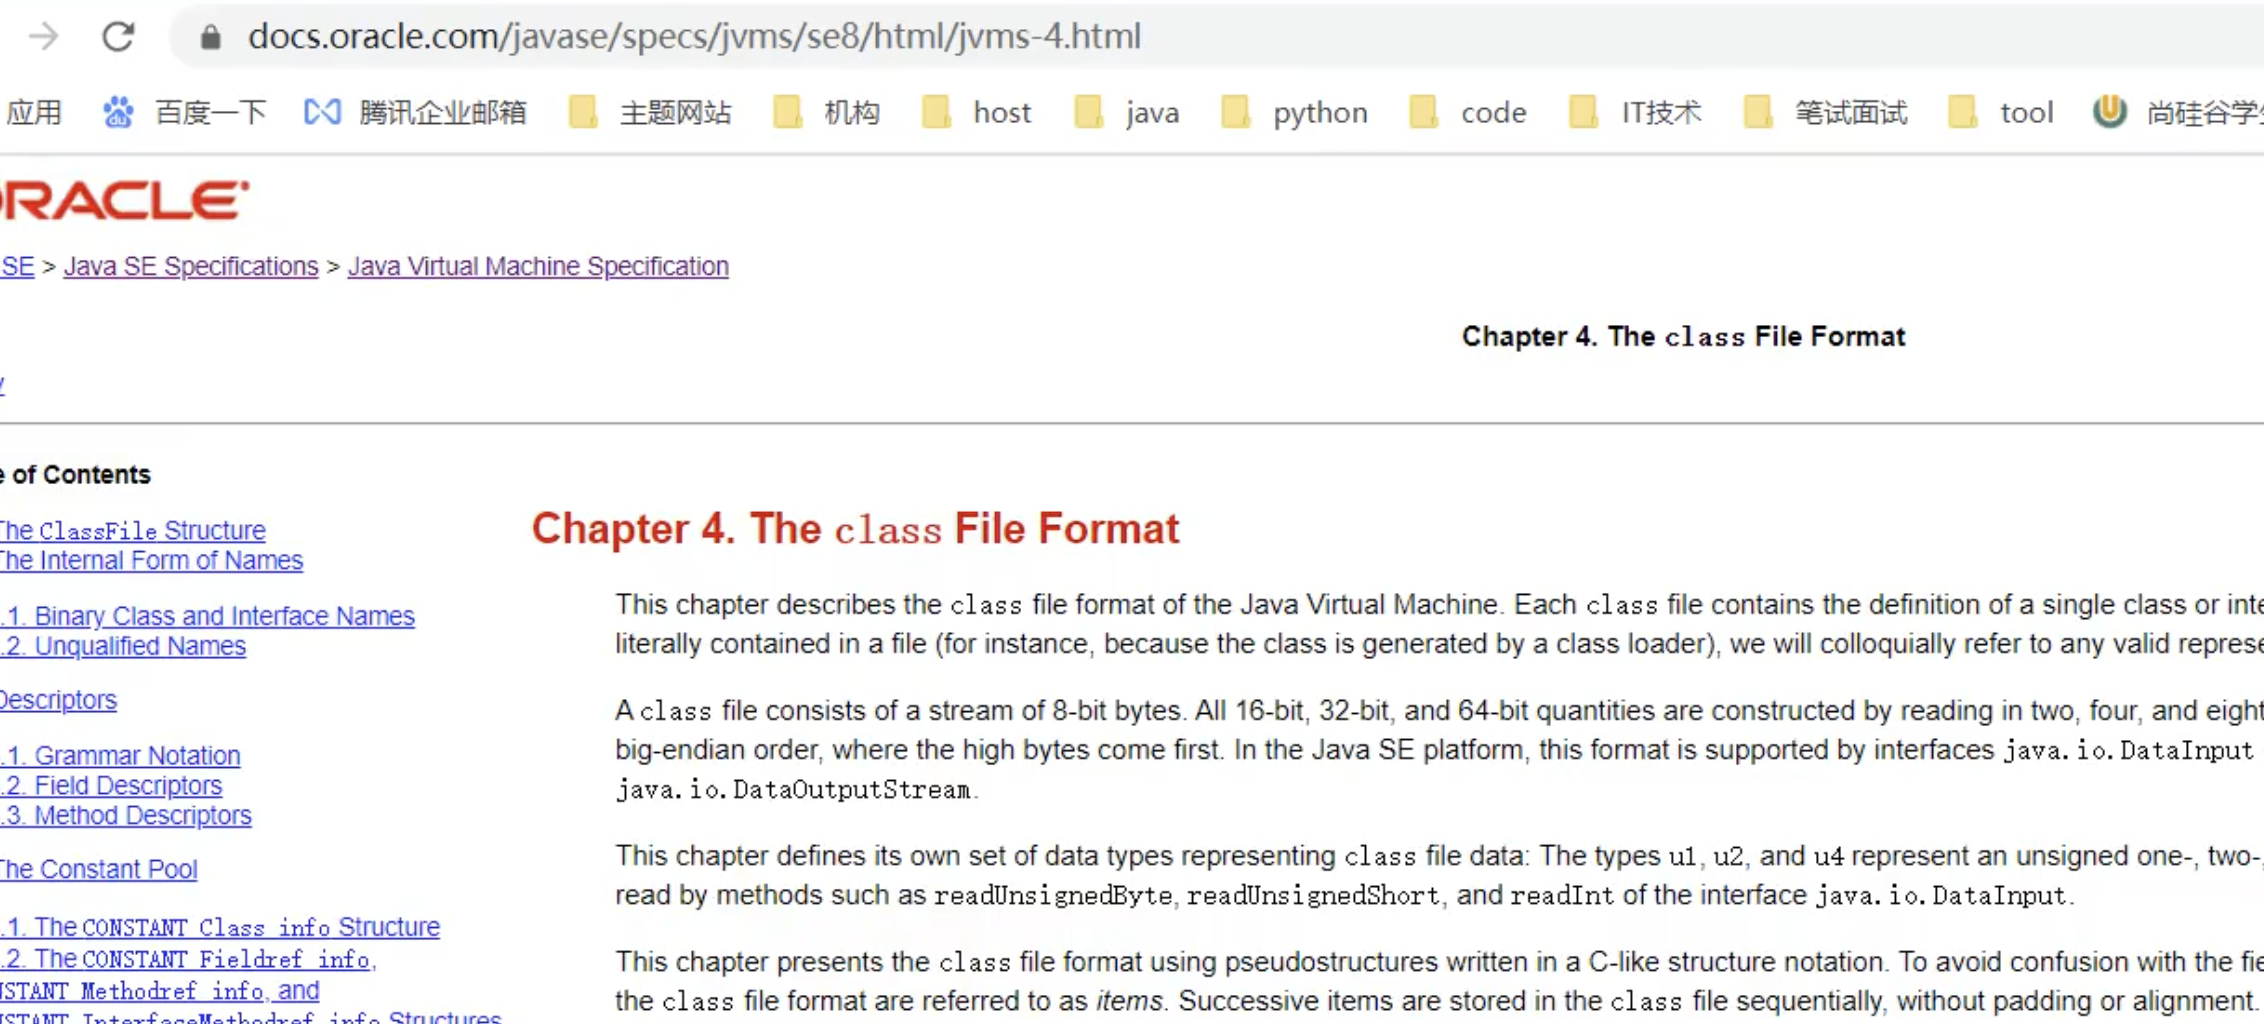 docs.oracle.com/javase/specs/jvms/se8/html/jvms-4.html
应用 百度一下 腾讯企业邮箱 主题网站 机构 host java python code IT技术 笔试面试 tool 尚硅谷学
ORACLE
SE > Java SE Specifications > Java Virtual Machine Specification
Chapter 4. The class File Format
e of Contents
The ClassFile Structure
The Internal Form of Names
.1. Binary Class and Interface Names
.2. Unqualified Names
Descriptors
.1. Grammar Notation
.2. Field Descriptors
.3. Method Descriptors
The Constant Pool
.1. The CONSTANT_Class_info Structure
.2. The CONSTANT_Fieldref_info,
NSTANT_Methodref_info, and
NSTANT_InterfaceMethodref_info Structures
Chapter 4. The class File Format
This chapter describes the class file format of the Java Virtual Machine. Each class file contains the definition of a single class or inte
literally contained in a file (for instance, because the class is generated by a class loader), we will colloquially refer to any valid represe
A class file consists of a stream of 8-bit bytes. All 16-bit, 32-bit, and 64-bit quantities are constructed by reading in two, four, and eight
big-endian order, where the high bytes come first. In the Java SE platform, this format is supported by interfaces java.io.DataInput
java.io.DataOutputStream.
This chapter defines its own set of data types representing class file data: The types u1, u2, and u4 represent an unsigned one-, two-,
read by methods such as readUnsignedByte, readUnsignedShort, and readInt of the interface java.io.DataInput.
This chapter presents the class file format using pseudostructures written in a C-like structure notation. To avoid confusion with the fie
the class file format are referred to as items. Successive items are stored in the class file sequentially, without padding or alignment.